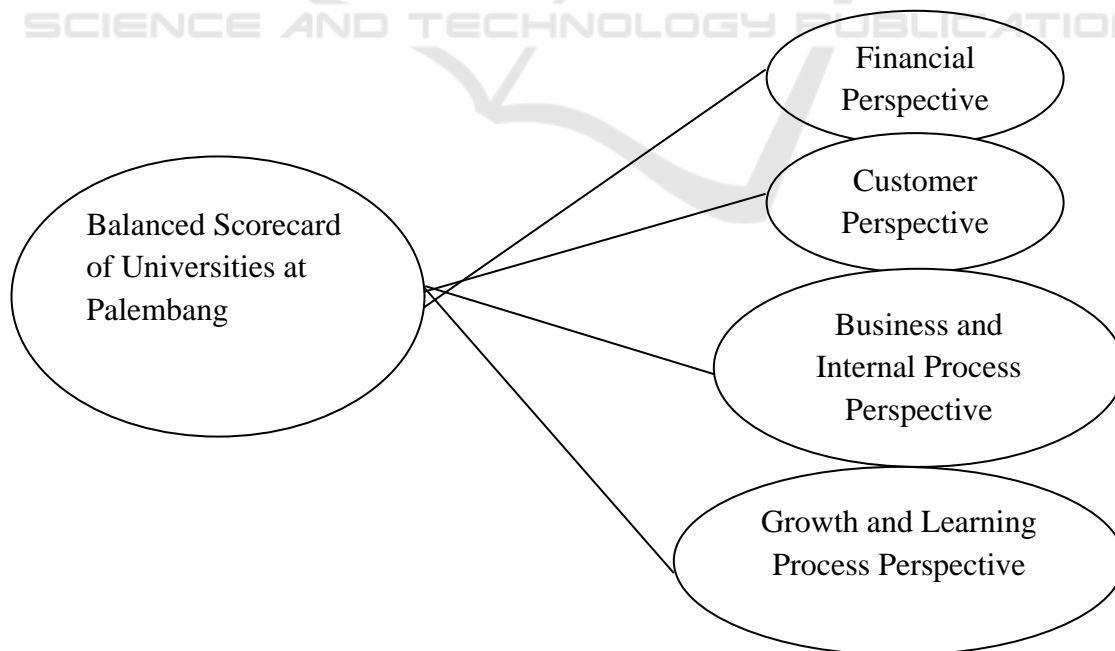 SCIENCE AND TECHNOLOGY PUBLICATION
Financial
Perspective
Customer
Perspective
Balanced Scorecard
of Universities at
Palembang
Business and
Internal Process
Perspective
Growth and Learning
Process Perspective